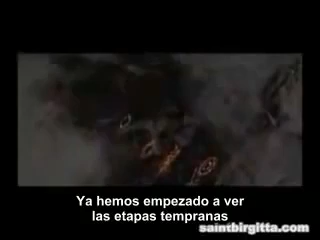 Ya hemos empezado a ver
las etapas tempranas
saintbirgitta.com